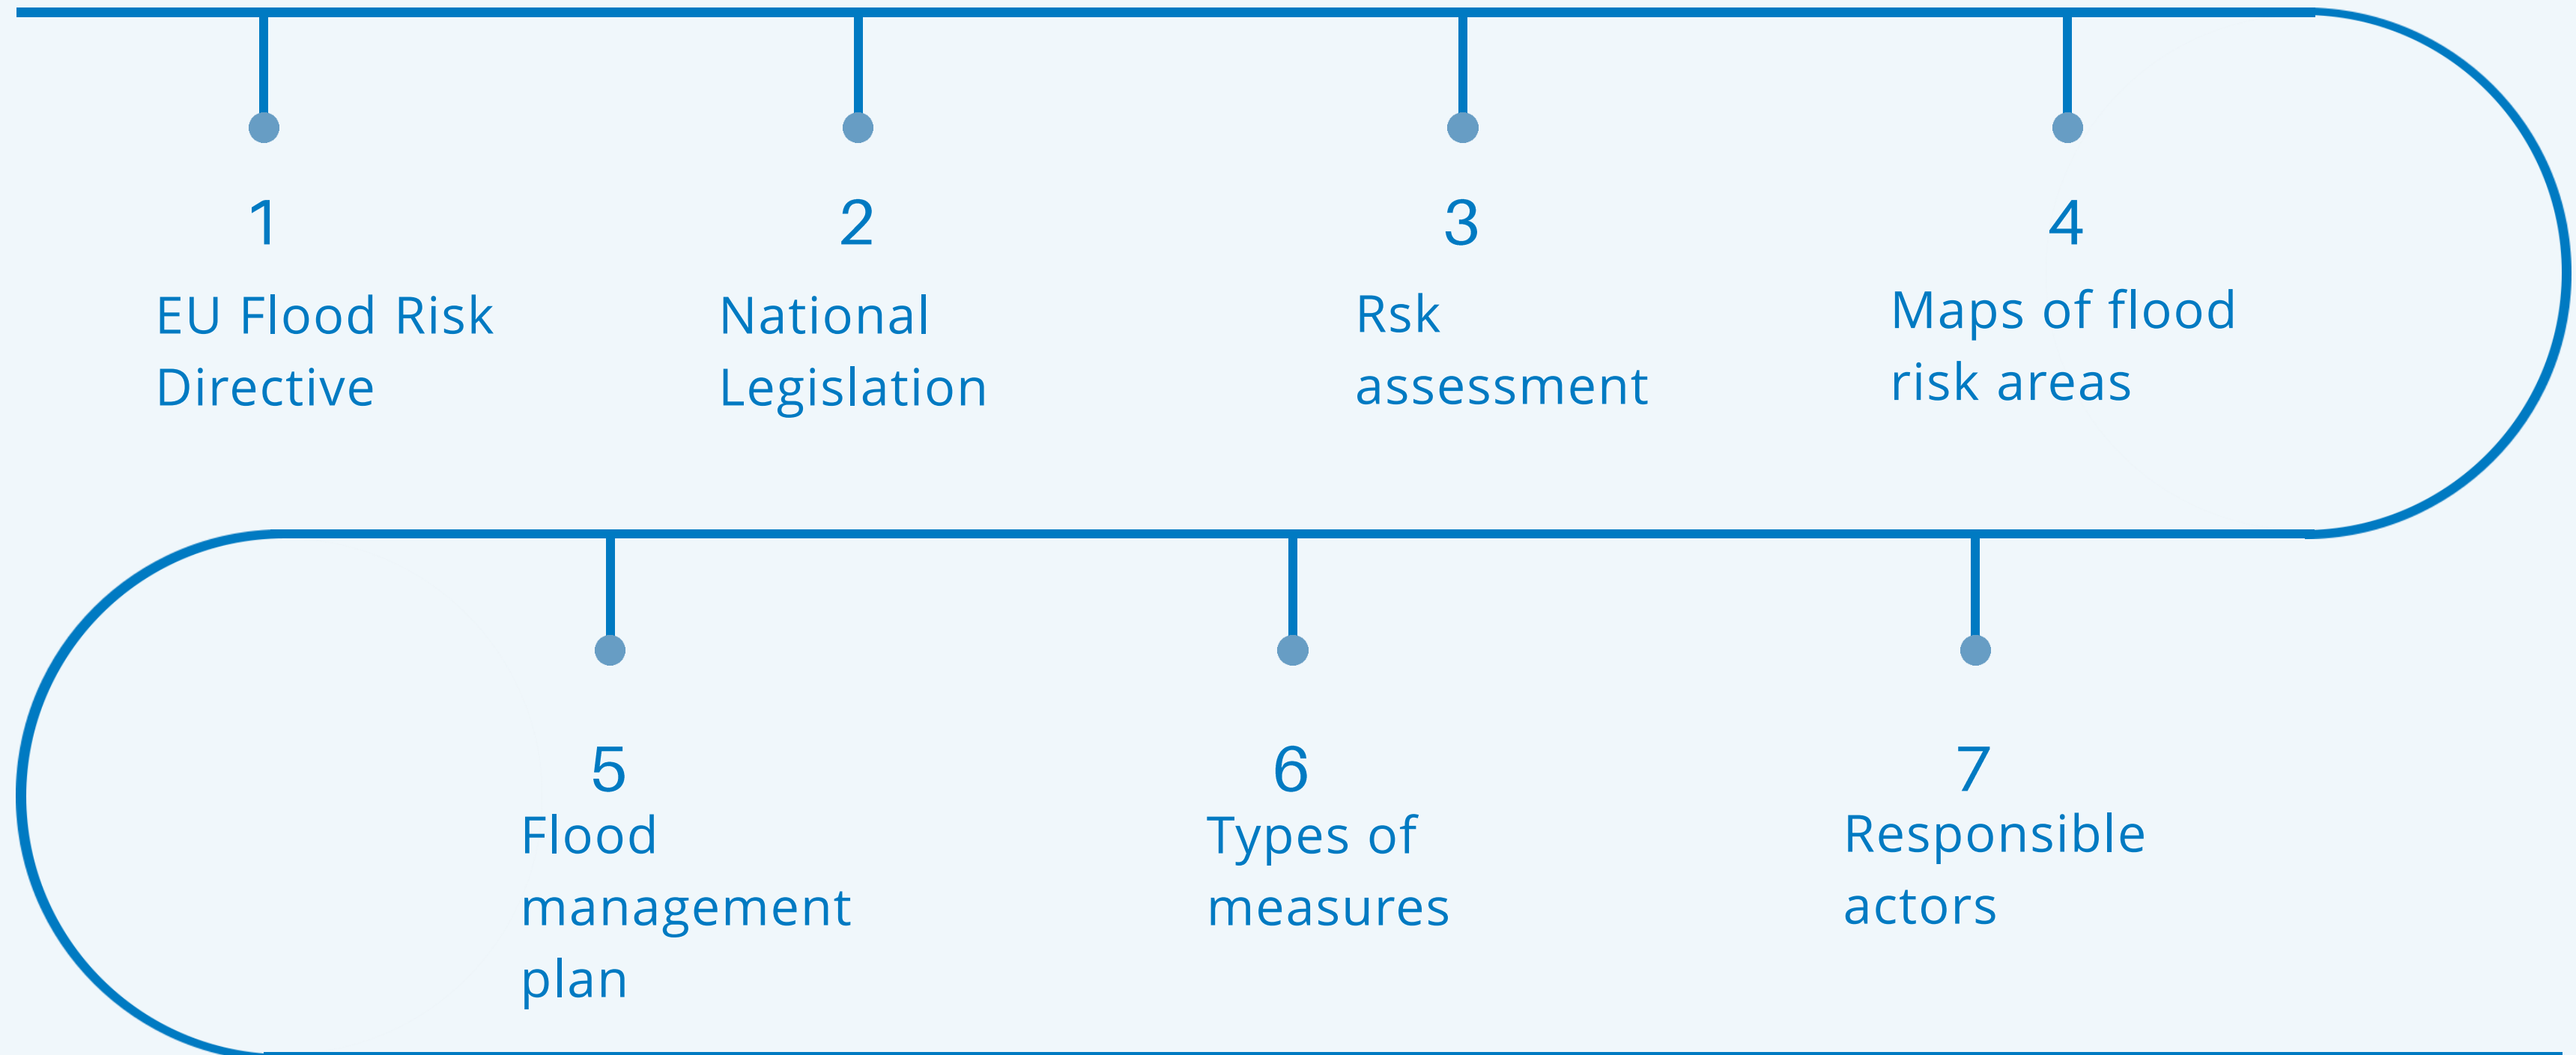 1
EU Flood Risk
Directive
2
National
Legislation
3
Rsk
assessment
4
Maps of flood
risk areas
5
Flood
management
plan
6
Types of
measures
7
Responsible
actors